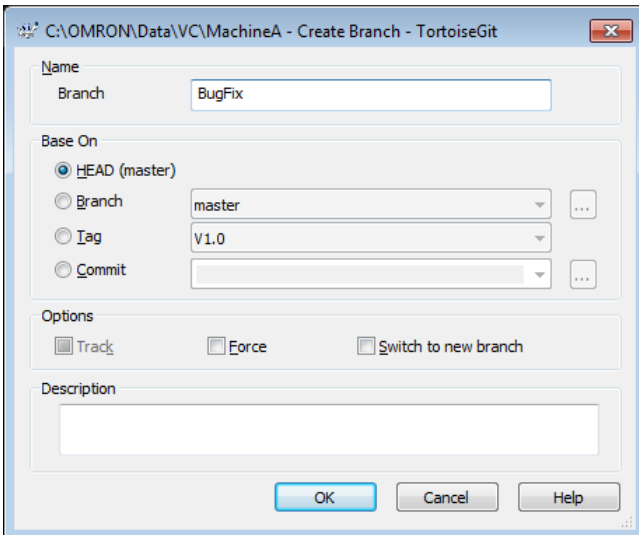 C:\OMRON\Data\VC\MachineA - Create Branch - TortoiseGit
Name
Branch BugFix
Base On
HEAD (master)
Branch master ...
Tag V1.0
Commit ...
Options
Track Force Switch to new branch
Description
OK Cancel Help